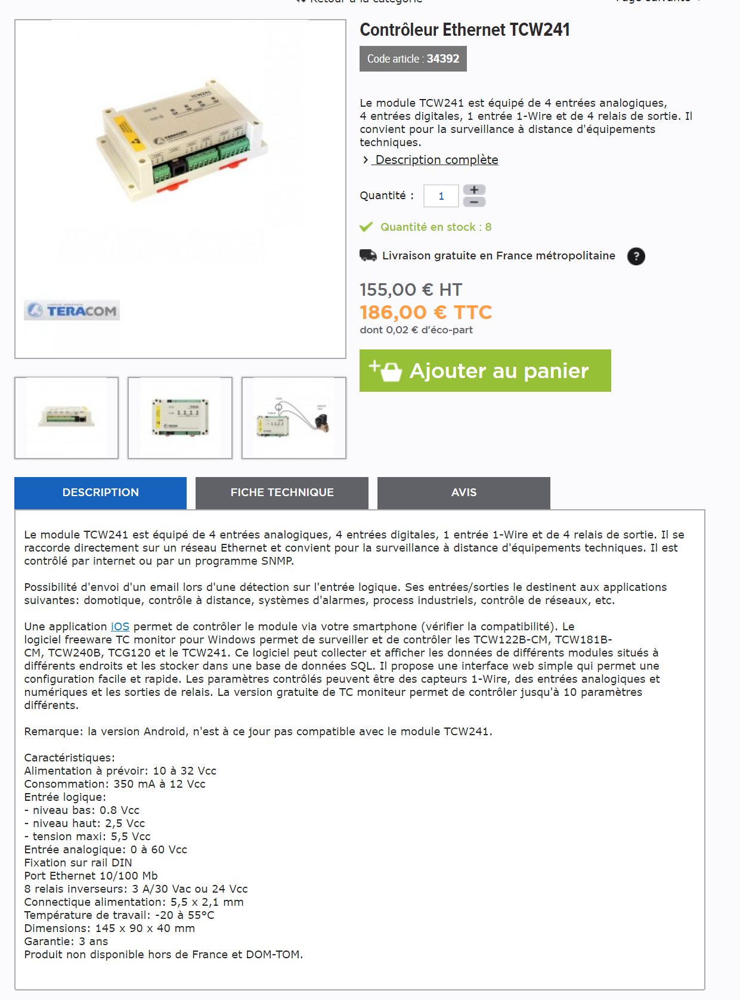 Retour à la catégorie
Page suivante
Contrôleur Ethernet TCW241
Code article : 34392
Le module TCW241 est équipé de 4 entrées analogiques,
4 entrées digitales, 1 entrée 1-Wire et de 4 relais de sortie. Il
convient pour la surveillance à distance d'équipements
techniques.
Description complète
Quantité :
1
Quantité en stock : 8
Livraison gratuite en France métropolitaine
?
155,00 € HT
186,00 € TTC
dont 0,02 € d'éco-part
Ajouter au panier
TCW241
TERACOM
TERACOM
DESCRIPTION
FICHE TECHNIQUE
AVIS
Le module TCW241 est équipé de 4 entrées analogiques, 4 entrées digitales, 1 entrée 1-Wire et de 4 relais de sortie. Il se
raccorde directement sur un réseau Ethernet et convient pour la surveillance à distance d'équipements techniques. Il est
contrôlé par internet ou par un programme SNMP.
Possibilité d'envoi d'un email lors d'une détection sur l'entrée logique. Ses entrées/sorties le destinent aux applications
suivantes: domotique, contrôle à distance, systèmes d'alarmes, process industriels, contrôle de réseaux, etc.
Une application iOS permet de contrôler le module via votre smartphone (vérifier la compatibilité). Le
logiciel freeware TC monitor pour Windows permet de surveiller et de contrôler les TCW122B-CM, TCW181B-
CM, TCW240B, TCG120 et le TCW241. Ce logiciel peut collecter et afficher les données de différents modules situés à
différents endroits et les stocker dans une base de données SQL. Il propose une interface web simple qui permet une
configuration facile et rapide. Les paramètres contrôlés peuvent être des capteurs 1-Wire, des entrées analogiques et
numériques et les sorties de relais. La version gratuite de TC moniteur permet de contrôler jusqu'à 10 paramètres
différents.
Remarque: la version Android, n'est à ce jour pas compatible avec le module TCW241.
Caractéristiques:
Alimentation à prévoir: 10 à 32 Vcc
Consommation: 350 mA à 12 Vcc
Entrée logique:
- niveau bas: 0.8 Vcc
- niveau haut: 2,5 Vcc
- tension maxi: 5,5 Vcc
Entrée analogique: 0 à 60 Vcc
Fixation sur rail DIN
Port Ethernet 10/100 Mb
8 relais inverseurs: 3 A/30 Vac ou 24 Vcc
Connectique alimentation: 5,5 x 2,1 mm
Température de travail: -20 à 55°C
Dimensions: 145 x 90 x 40 mm
Garantie: 3 ans
Produit non disponible hors de France et DOM-TOM.